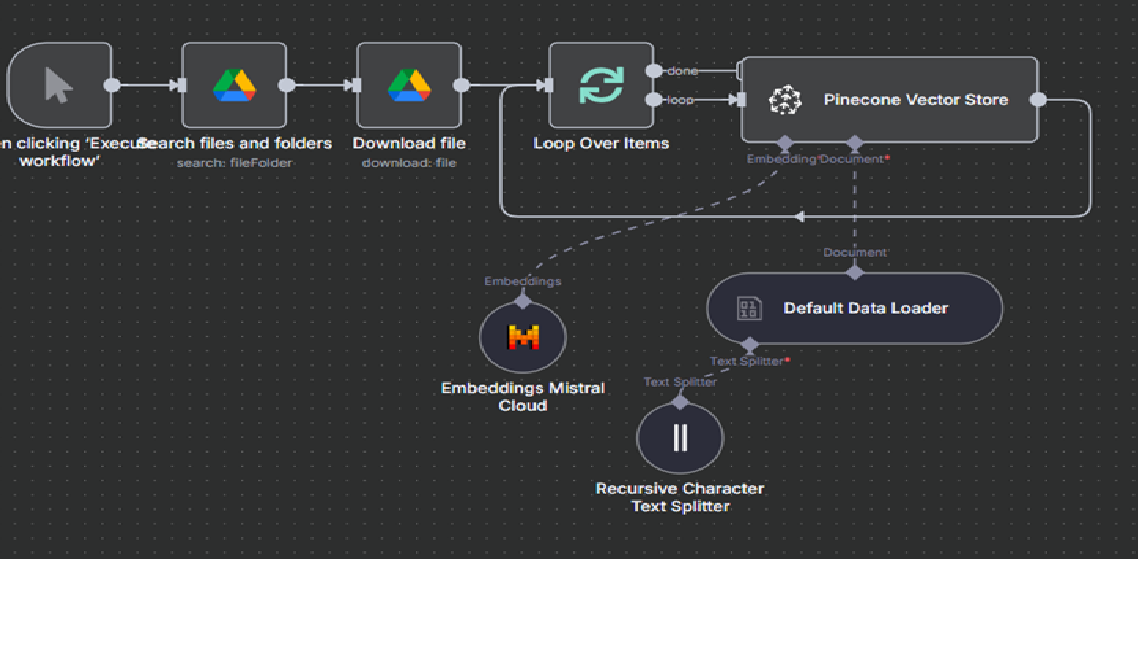 done
loop
Pinecone Vector Store
en clicking 'Execute
workflow'
Search files and folders
search: fileFolder
Download file
download: file
Loop Over Items
Embedding*
Document*
Document
Embeddings
Default Data Loader
Text Splitter*
Text Splitter
Embeddings Mistral
Cloud
Recursive Character
Text Splitter